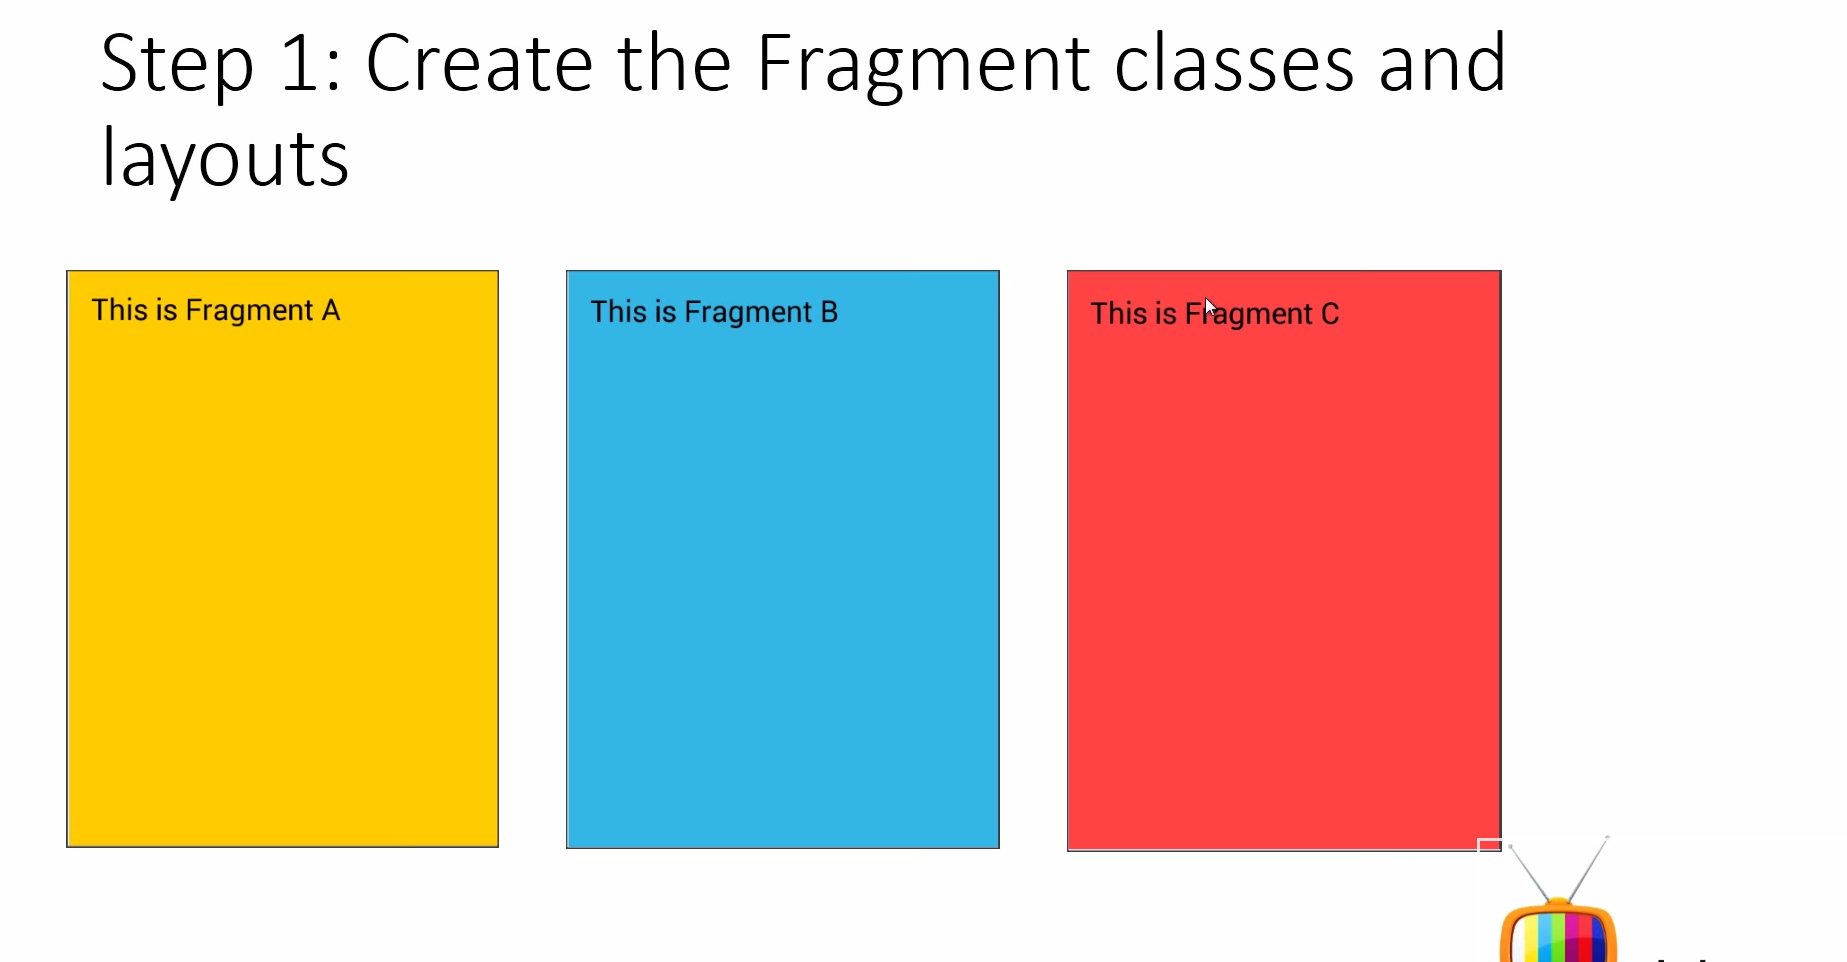 Step 1: Create the Fragment classes and
layouts
This is Fragment A
This is Fragment B
This is Fragment C